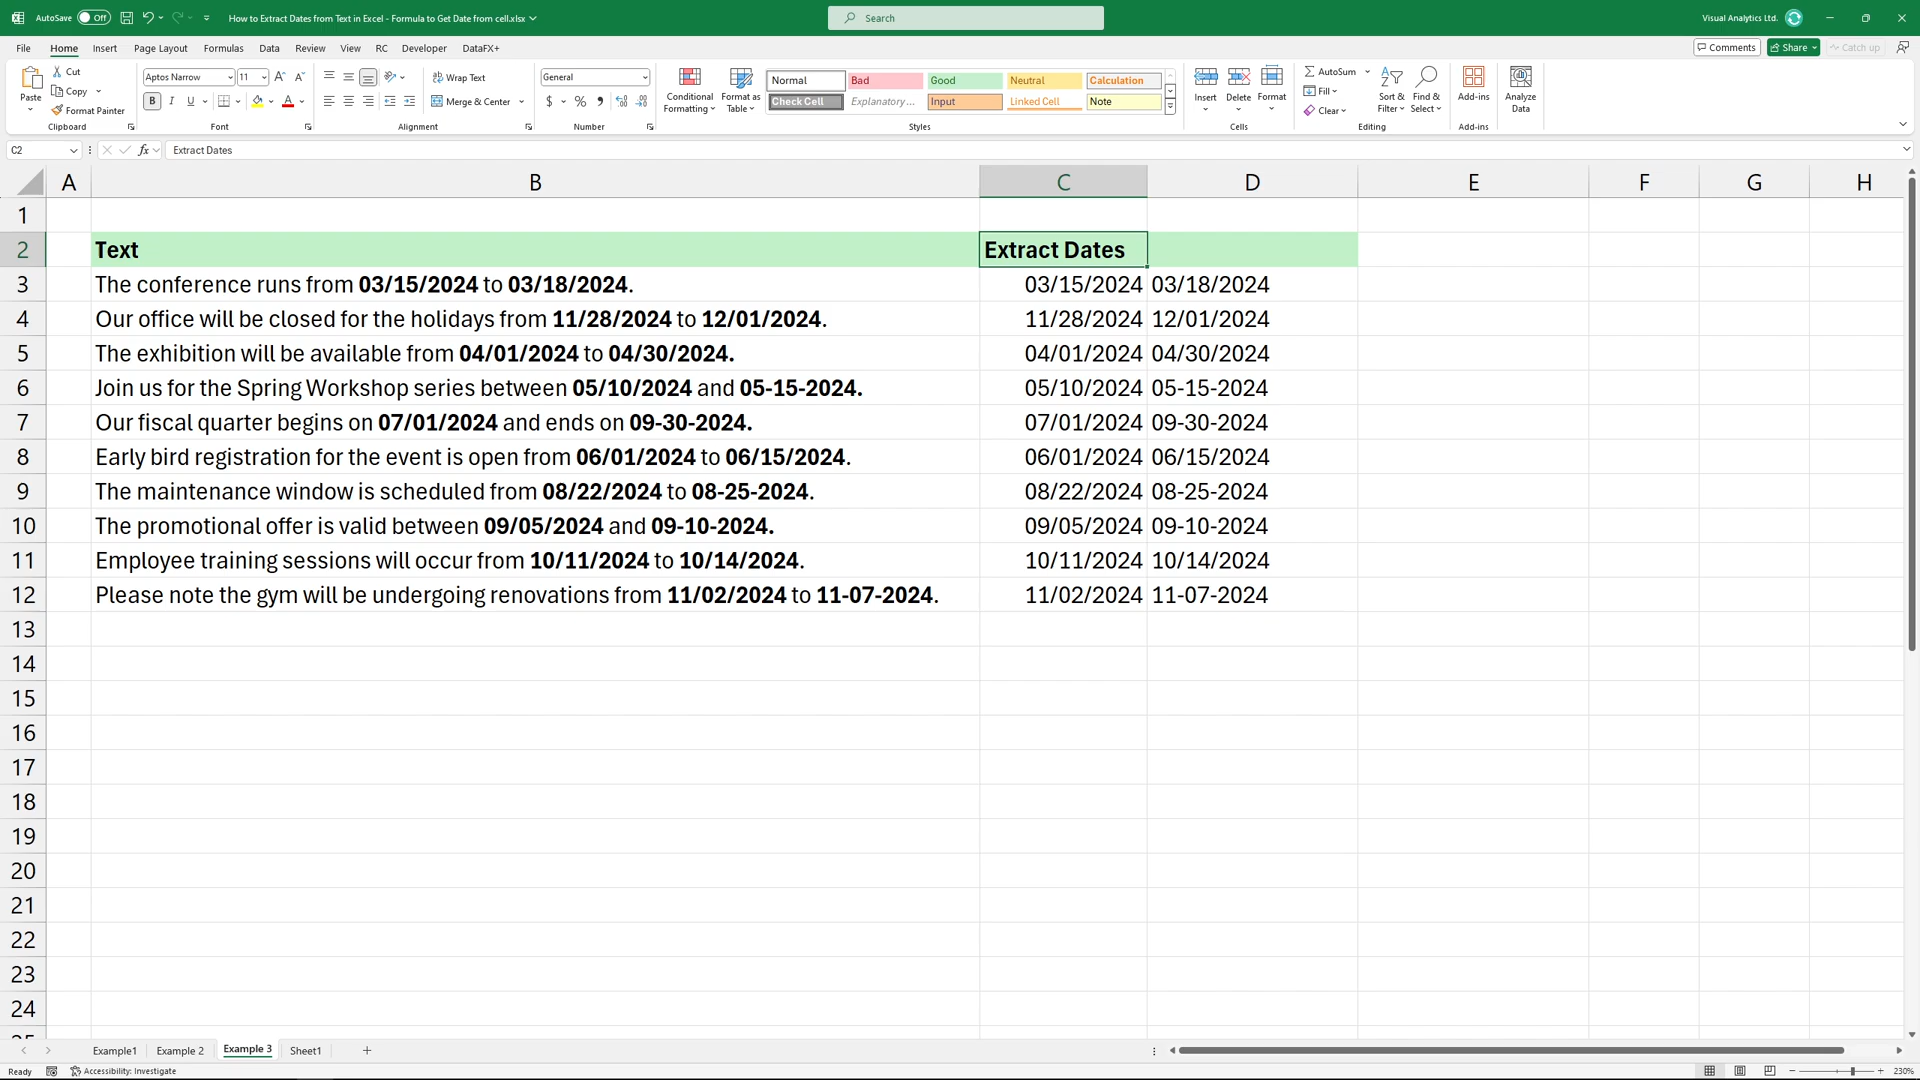 AutoSave Off How to Extract Dates from Text in Excel - Formula to Get Date from cell.xlsx Search Visual Analytics Ltd.
File Home Insert Page Layout Formulas Data Review View RC Developer DataFX+ Comments Share Catch up
Paste Cut Copy Format Painter Clipboard
Aptos Narrow 11 B I U Font
Wrap Text Merge & Center Alignment
General $ % Number
Conditional Formatting Format as Table Normal Bad Good Neutral Calculation
Check Cell Explanatory... Input Linked Cell Note Styles
Insert Delete Format Cells
AutoSum Fill Clear Sort & Filter Find & Select Editing
Add-ins Add-ins
Analyze Data
C2 fx Extract Dates
A B C D E F G H
1
2 Text Extract Dates
3 The conference runs from 03/15/2024 to 03/18/2024. 03/15/2024 03/18/2024
4 Our office will be closed for the holidays from 11/28/2024 to 12/01/2024. 11/28/2024 12/01/2024
5 The exhibition will be available from 04/01/2024 to 04/30/2024. 04/01/2024 04/30/2024
6 Join us for the Spring Workshop series between 05/10/2024 and 05-15-2024. 05/10/2024 05-15-2024
7 Our fiscal quarter begins on 07/01/2024 and ends on 09-30-2024. 07/01/2024 09-30-2024
8 Early bird registration for the event is open from 06/01/2024 to 06/15/2024. 06/01/2024 06/15/2024
9 The maintenance window is scheduled from 08/22/2024 to 08-25-2024. 08/22/2024 08-25-2024
10 The promotional offer is valid between 09/05/2024 and 09-10-2024. 09/05/2024 09-10-2024
11 Employee training sessions will occur from 10/11/2024 to 10/14/2024. 10/11/2024 10/14/2024
12 Please note the gym will be undergoing renovations from 11/02/2024 to 11-07-2024. 11/02/2024 11-07-2024
13
14
15
16
17
18
19
20
21
22
23
24
25
Example1 Example 2 Example 3 Sheet1
Ready Accessibility: Investigate 230%